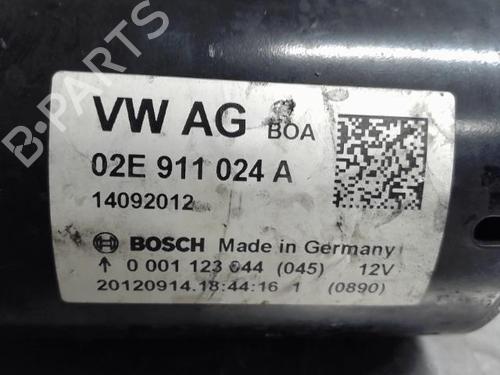 VW AG BOA
02E 911 024 A
14092012
BOSCH Made in Germany
0 001 123 044 (045) 12V
20120914.18:44:16 1 (0890)
B-PARTS